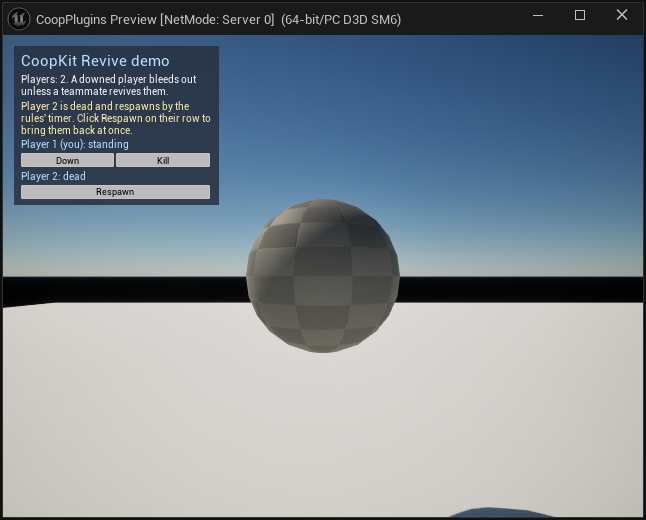 CoopPlugins Preview [NetMode: Server 0]  (64-bit/PC D3D SM6)
CoopKit Revive demo
Players: 2. A downed player bleeds out
unless a teammate revives them.
Player 2 is dead and respawns by the
rules' timer. Click Respawn on their row to
bring them back at once.
Player 1 (you): standing
Down Kill
Player 2: dead
Respawn